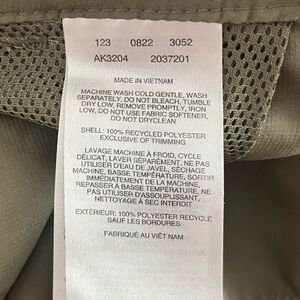 123 0822 3052
AK3204 2037201
MADE IN VIETNAM
MACHINE WASH COLD GENTLE, WASH
SEPARATELY, DO NOT BLEACH, TUMBLE
DRY LOW, REMOVE PROMPTLY, IRON
LOW, DO NOT USE FABRIC SOFTENER,
DO NOT DRYCLEAN
SHELL: 100% RECYCLED POLYESTER
EXCLUSIVE OF TRIMMING
LAVAGE MACHINE À FROID, CYCLE
DÉLICAT, LAVER SÉPARÉMENT, NE PAS
UTILISER D'EAU DE JAVEL, SÉCHAGE
MACHINE, BASSE TEMPÉRATURE, SORTIR
IMMÉDIATEMENT DE LA MACHINE,
REPASSER À BASSE TEMPÉRATURE, NE
PAS UTILISER D'ASSOUPLISSANT,
NETTOYAGE À SEC INTERDIT
EXTÉRIEUR: 100% POLYESTER RECYCLÉ
SAUF LES BORDURES
FABRIQUÉ AU VIÊT NAM